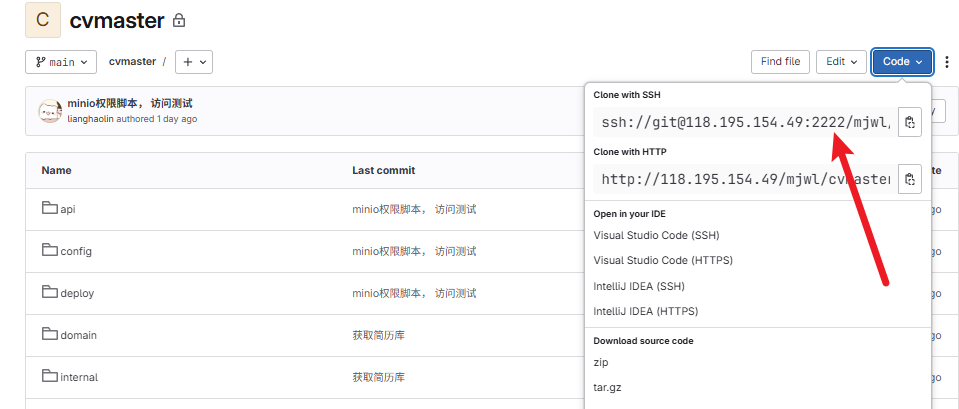 C cvmaster
main cvmaster / + Find file Edit Code
minio权限脚本， 访问测试
lianghaolin authored 1 day ago
Clone with SSH
ssh://git@118.195.154.49:2222/mjwl/
Clone with HTTP
http://118.195.154.49/mjwl/cvmaster
Open in your IDE
Visual Studio Code (SSH)
Visual Studio Code (HTTPS)
IntelliJ IDEA (SSH)
IntelliJ IDEA (HTTPS)
Download source code
zip
tar.gz
Name Last commit
api minio权限脚本， 访问测试
config minio权限脚本， 访问测试
deploy minio权限脚本， 访问测试
domain 获取简历库
internal 获取简历库